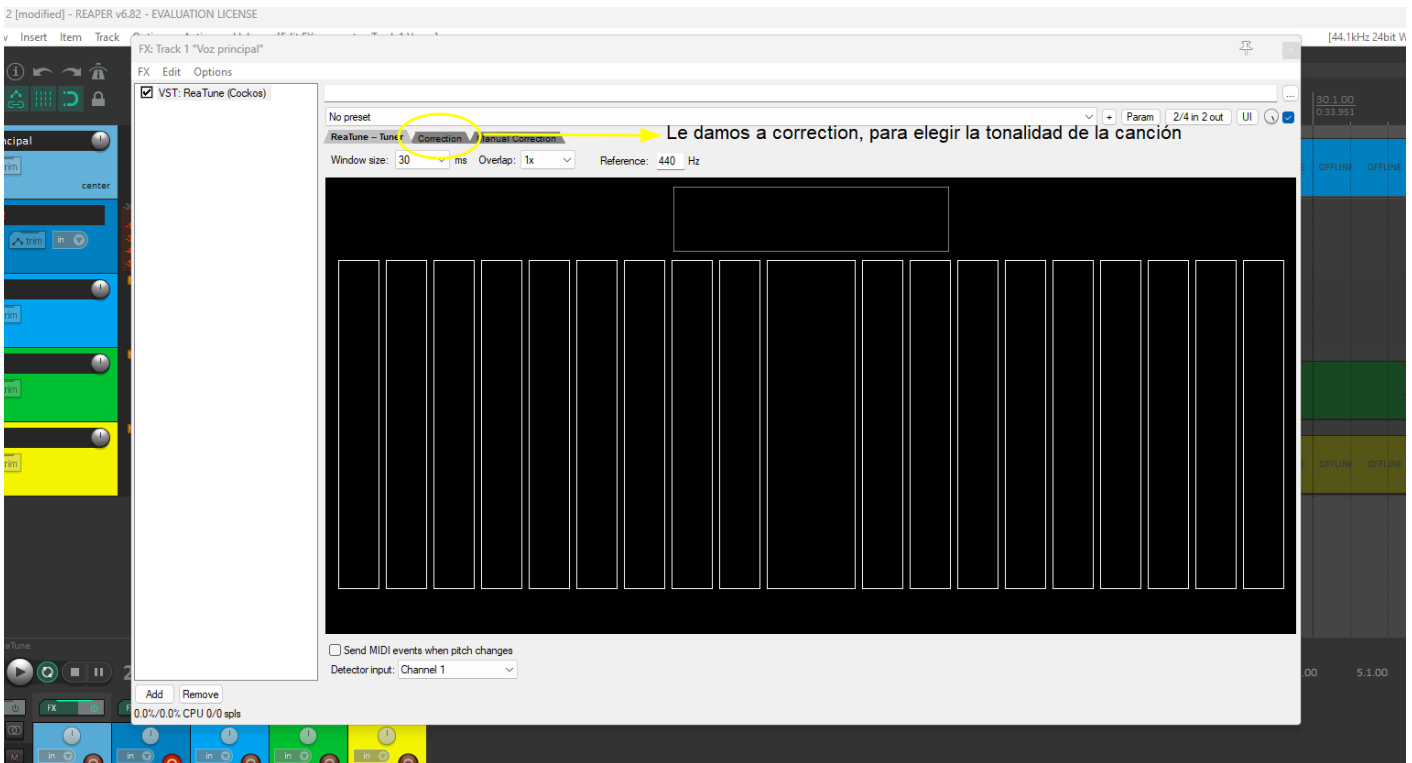 2 [modified] - REAPER v6.82 - EVALUATION LICENSE
Insert Item Track
[44.1kHz 24bit W
FX: Track 1 "Voz principal"
FX Edit Options
VST: ReaTune (Cockos)
...
No preset
+ Param 2/4 in 2 out UI
ReaTune -- Tuner Correction Manual Correction
Le damos a correction, para elegir la tonalidad de la canción
Window size: 30 ms Overlap: 1x Reference: 440 Hz
30.1.00
0:33.951
ncipal
rim
center
OFFLINE OFFLINE
trim in
rim
rim
rim
OFFLINE OFFLINE
Send MIDI events when pitch changes
Detector input: Channel 1
aTune
.00 5.1.00
Add Remove
FX
0.0%/0.0% CPU 0/0 spls
M in in in in in